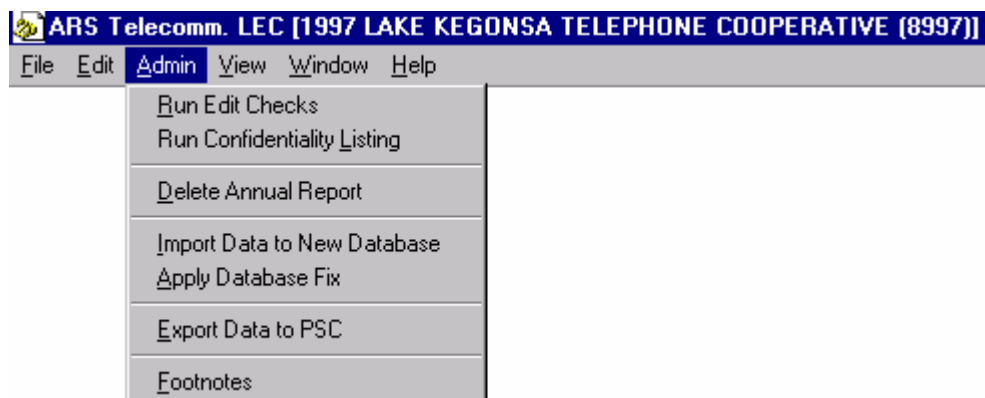 ARS Telecomm. LEC [1997 LAKE KEGONSA TELEPHONE COOPERATIVE (8997)]
File Edit Admin View Window Help
Run Edit Checks
Run Confidentiality Listing
Delete Annual Report
Import Data to New Database
Apply Database Fix
Export Data to PSC
Footnotes